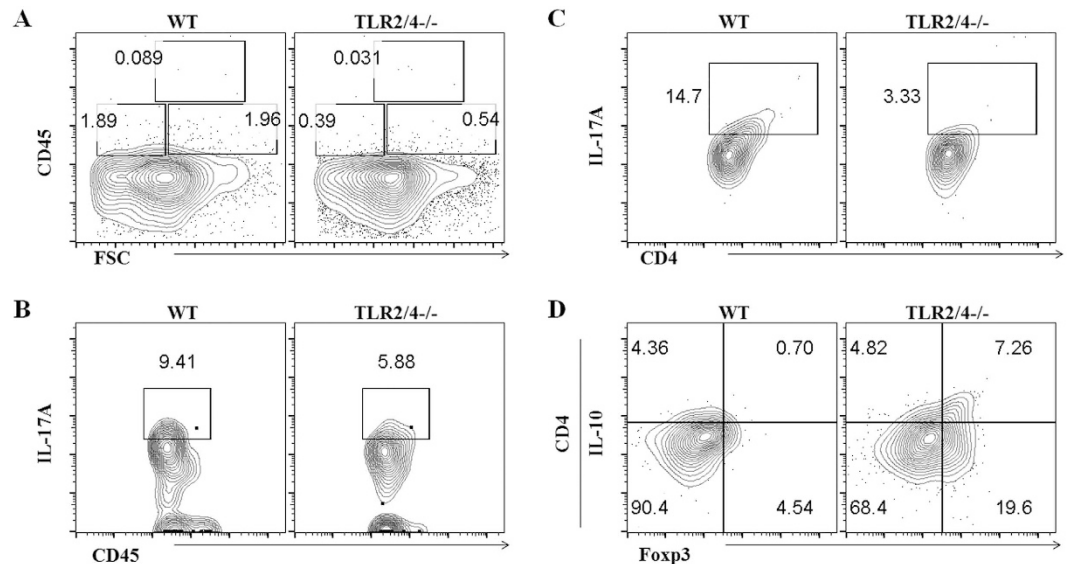 A
WT
TLR2/4-/-
0.089
0.031
1.89
1.96
0.39
0.54
CD45
FSC
B
WT
TLR2/4-/-
9.41
5.88
IL-17A
CD45
C
WT
TLR2/4-/-
14.7
3.33
IL-17A
CD4
D
WT
TLR2/4-/-
4.36
0.70
4.82
7.26
CD4
IL-10
90.4
4.54
68.4
19.6
Foxp3